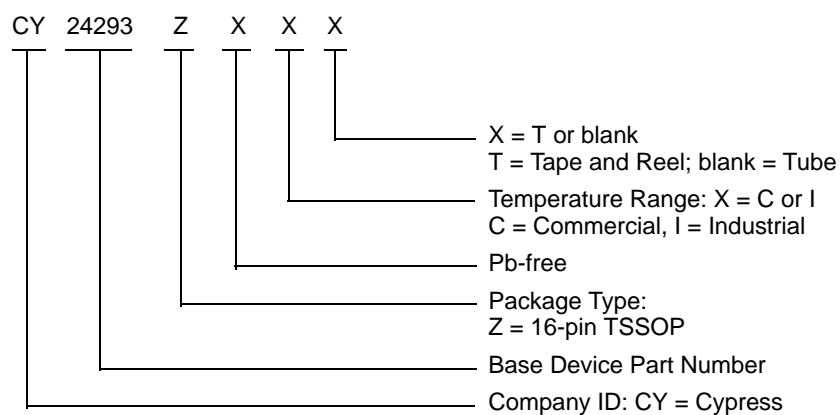 CY 24293 Z X X X
X = T or blank
T = Tape and Reel; blank = Tube
Temperature Range: X = C or I
C = Commercial, I = Industrial
Pb-free
Package Type:
Z = 16-pin TSSOP
Base Device Part Number
Company ID: CY = Cypress